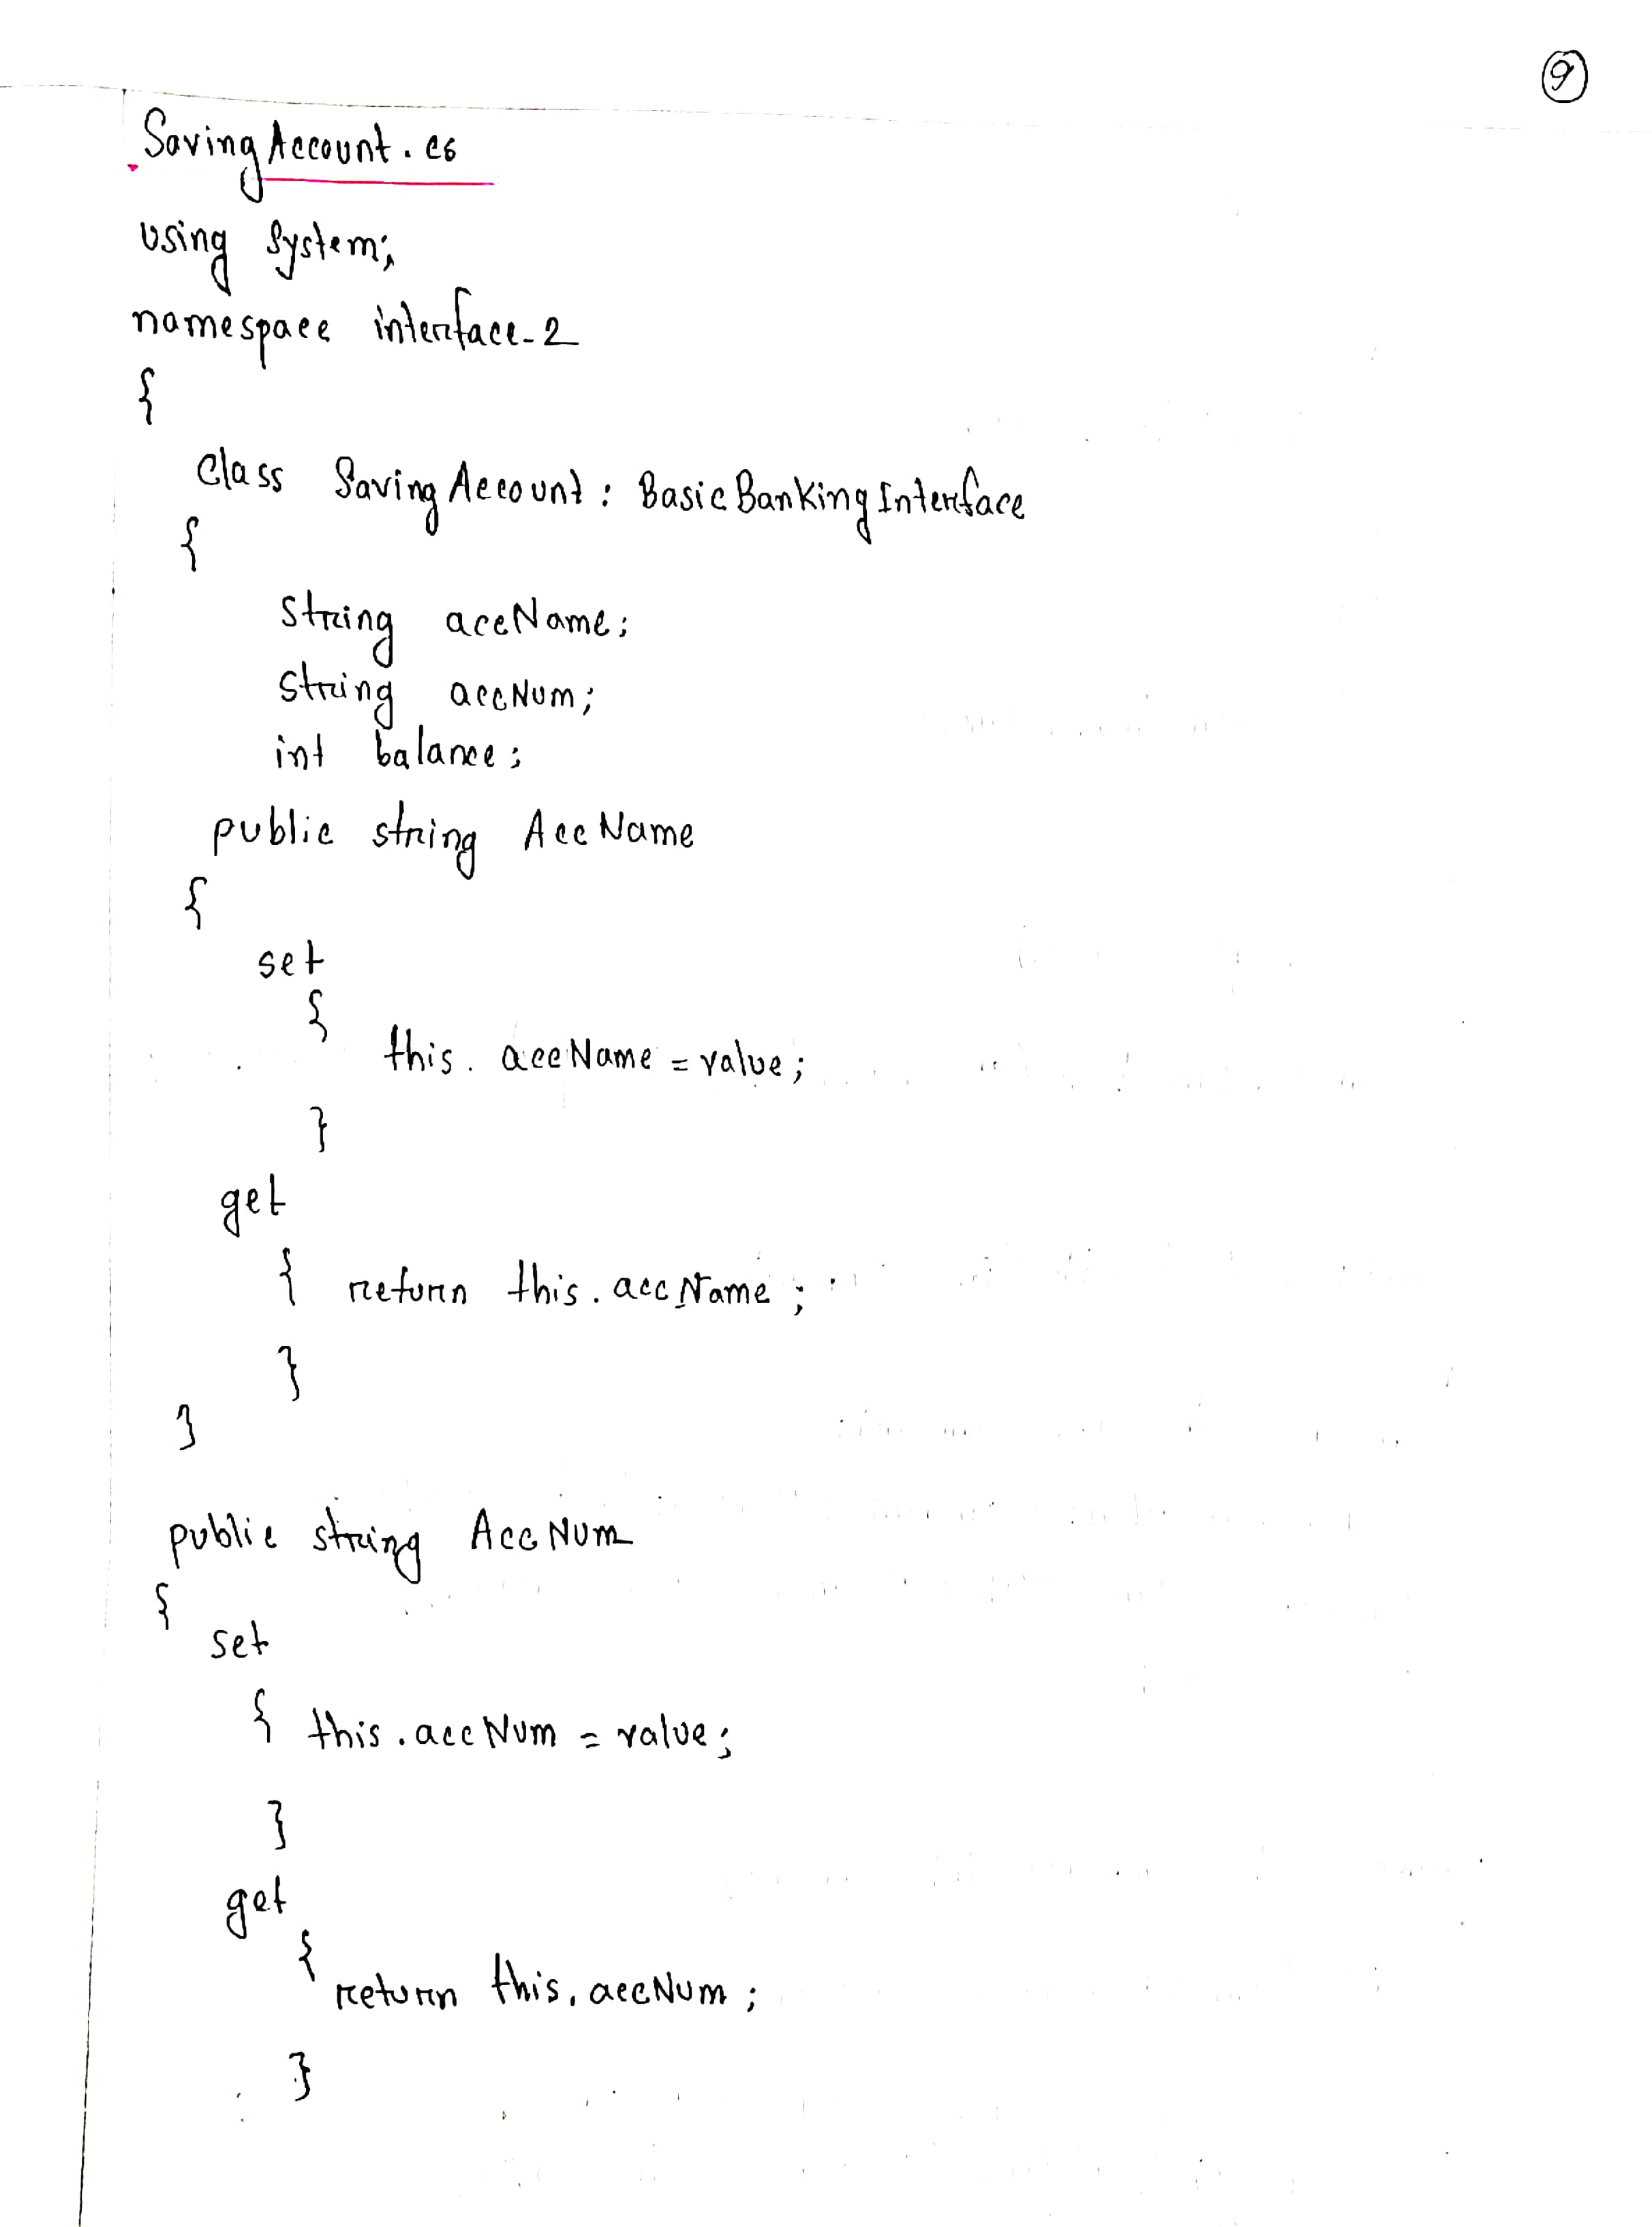 9
SavingAccount.cs
using System;
namespace interface-2
{
class SavingAccount : BasicBankingInterface
{
string accName;
string accNum;
int balance;
public string AccName
{
set
{
this. accName = value;
}
get
{ return this. accName ;
}
}
public string AccNum
{
set
{ this. accNum = value;
}
get
{
return this. accNum ;
}